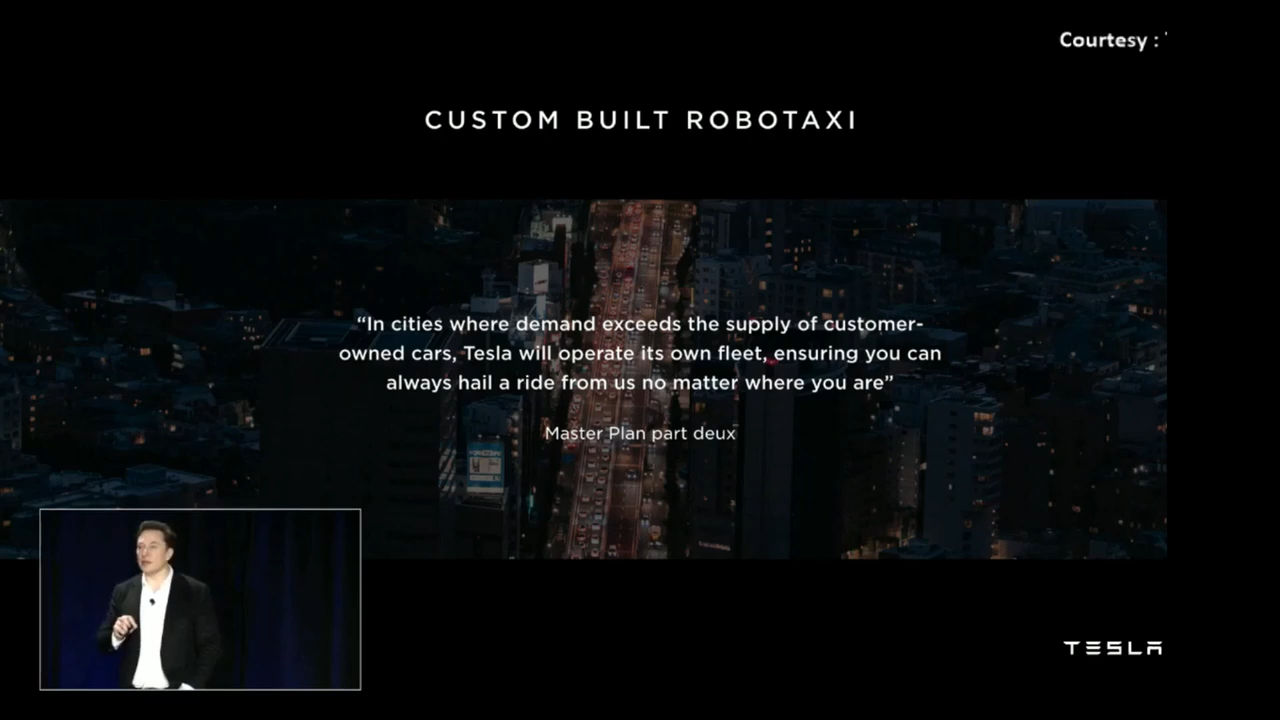 Courtesy :
CUSTOM BUILT ROBOTAXI
“In cities where demand exceeds the supply of customer-
owned cars, Tesla will operate its own fleet, ensuring you can
always hail a ride from us no matter where you are”
Master Plan part deux
TESLA